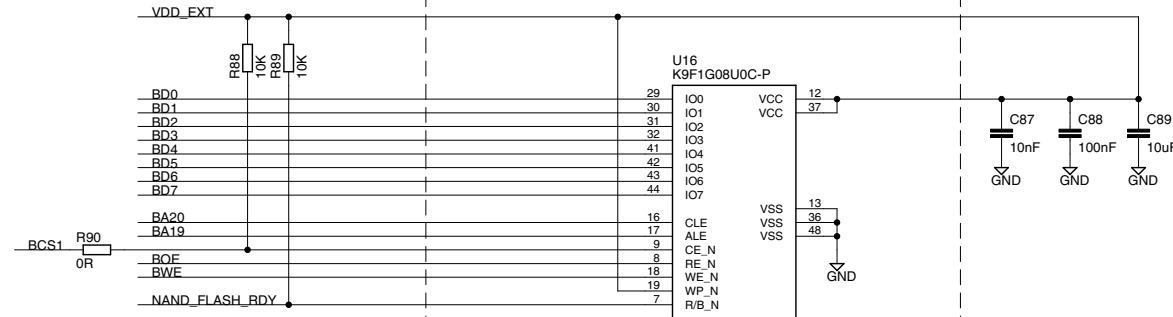 VDD_EXT
R88
10K
R89
10K
U16
K9F1G08U0C-P
BD0 29 IO0 VCC 12
BD1 30 IO1 VCC 37
BD2 31 IO2
BD3 32 IO3
BD4 41 IO4
BD5 42 IO5
BD6 43 IO6
BD7 44 IO7
C87
10nF
GND
C88
100nF
GND
C89
10uF
GND
VSS 13
BA20 16 CLE VSS 36
BA19 17 ALE VSS 48
BCS1 R90 0R 9 CE_N
BOE 8 RE_N
BWE 18 WE_N
19 WP_N
NAND_FLASH_RDY 7 R/B_N
GND